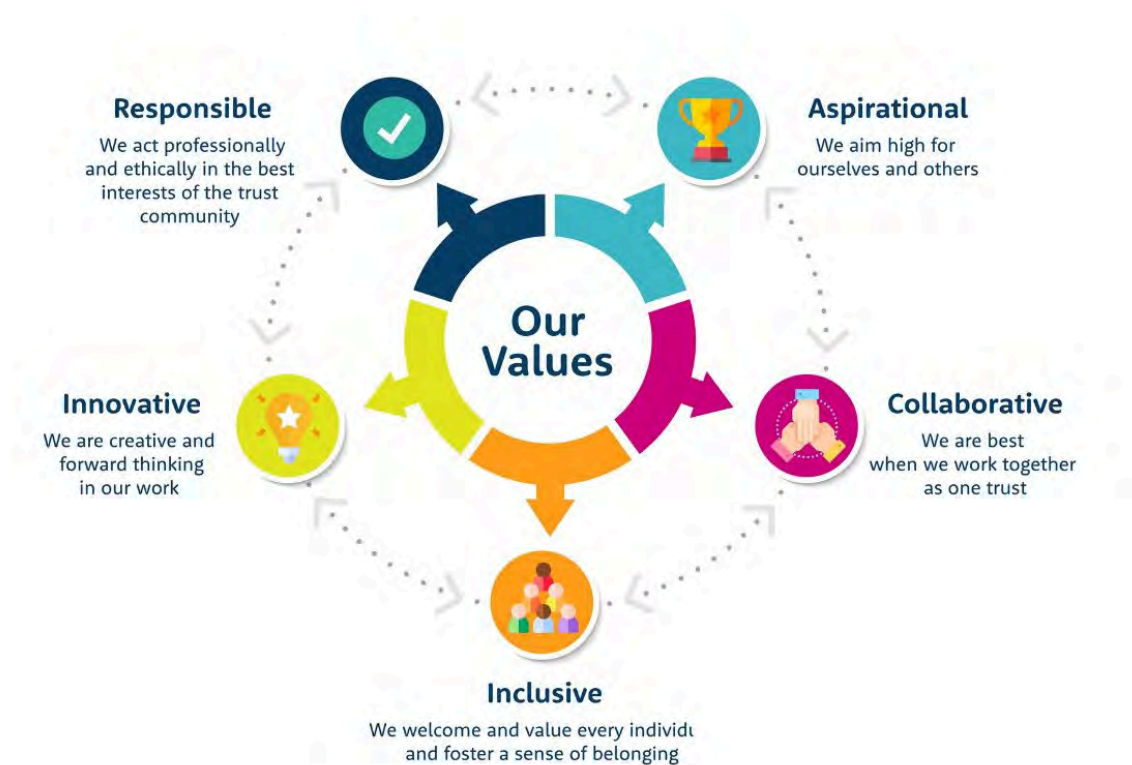 Responsible
We act professionally
and ethically in the best
interests of the trust
community
Aspirational
We aim high for
ourselves and others
Our
Values
Innovative
We are creative and
forward thinking
in our work
Collaborative
We are best
when we work together
as one trust
Inclusive
We welcome and value every
and foster a sense of belonging